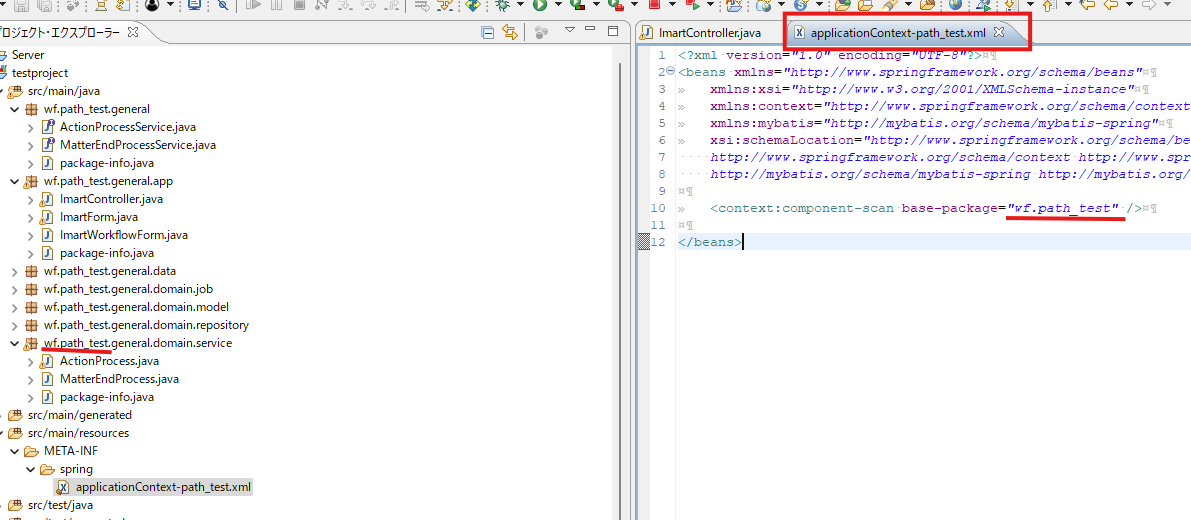 プロジェクト・エクスプローラー
Server
testproject
src/main/java
wf.path_test.general
ActionProcessService.java
MatterEndProcessService.java
package-info.java
wf.path_test.general.app
ImartController.java
ImartForm.java
ImartWorkflowForm.java
package-info.java
wf.path_test.general.data
wf.path_test.general.domain.job
wf.path_test.general.domain.model
wf.path_test.general.domain.repository
wf.path_test.general.domain.service
ActionProcess.java
MatterEndProcess.java
package-info.java
src/main/generated
src/main/resources
META-INF
spring
applicationContext-path_test.xml
src/test/java
ImartController.java
applicationContext-path_test.xml
1 <?xml version="1.0" encoding="UTF-8"?>
2 <beans xmlns="http://www.springframework.org/schema/beans"
3 xmlns:xsi="http://www.w3.org/2001/XMLSchema-instance"
4 xmlns:context="http://www.springframework.org/schema/context
5 xmlns:mybatis="http://mybatis.org/schema/mybatis-spring"
6 xsi:schemaLocation="http://www.springframework.org/schema/be
7 http://www.springframework.org/schema/context http://www.spr
8 http://mybatis.org/schema/mybatis-spring http://mybatis.org/
9
10 <context:component-scan base-package="wf.path_test" />
11
12 </beans>